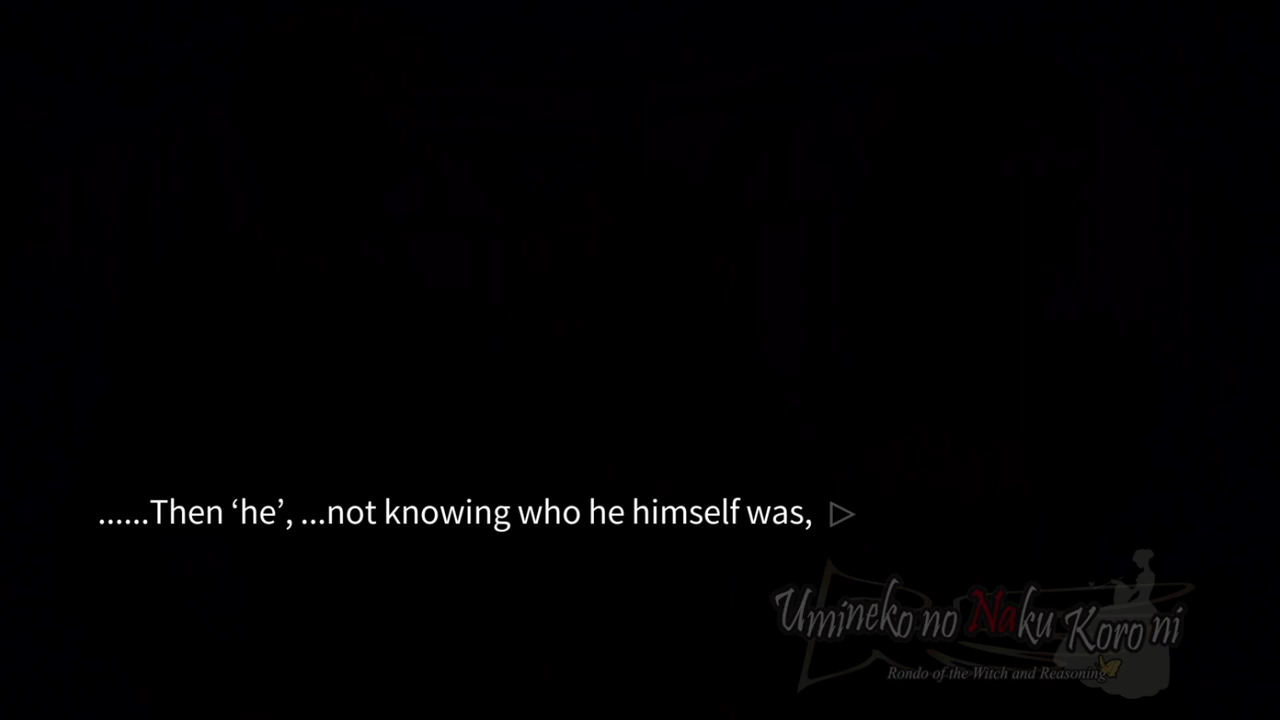 ......Then ‘he’, ...not knowing who he himself was,
Umineko no Naku Koro ni
Rondo of the Witch and Reasoning